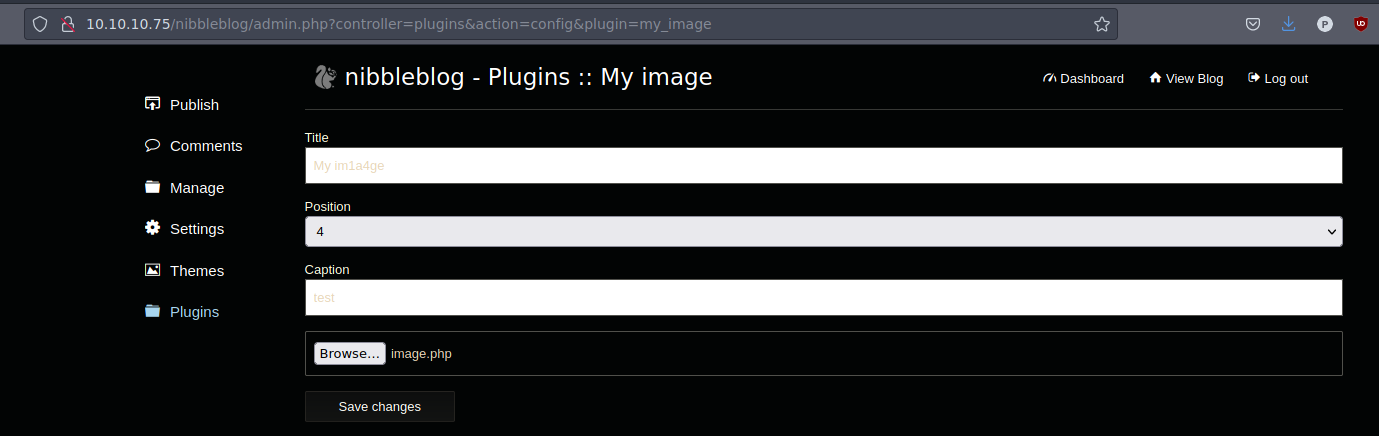 10.10.10.75/nibbleblog/admin.php?controller=plugins&action=config&plugin=my_image
P
UO
nibbleblog - Plugins :: My image
Dashboard
View Blog
Log out
Publish
Comments
Manage
Settings
Themes
Plugins
Title
My im1a4ge
Position
4
Caption
test
Browse... image.php
Save changes